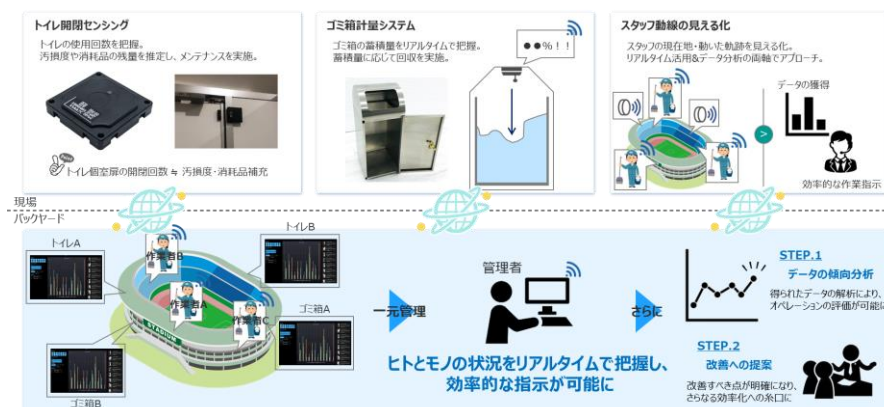 トイレ開閉センシング
トイレの使用回数を把握。
汚損度や消耗品の残量を推定し、メンテナンスを実施。
トイレ個室扉の開閉回数 ≒ 汚損度・消耗品補充
ゴミ箱計量システム
ゴミ箱の蓄積量をリアルタイムで把握。
蓄積量に応じて回収を実施。
●●%！！
スタッフ動線の見える化
スタッフの現在地・動いた軌跡を見える化。
リアルタイム活用&データ分析の両軸でアプローチ。
データの獲得
>
効率的な作業指示
現場
バックヤード
トイレA
トイレB
作業者B
作業者A
作業者C
STADIUM
ゴミ箱A
ゴミ箱B
一元管理
管理者
ヒトとモノの状況をリアルタイムで把握し、
効率的な指示が可能に
さらに
STEP.1
データの傾向分析
得られたデータの解析により、
オペレーションの評価が可能に
STEP.2
改善への提案
改善すべき点が明確になり、
さらなる効率化への糸口に